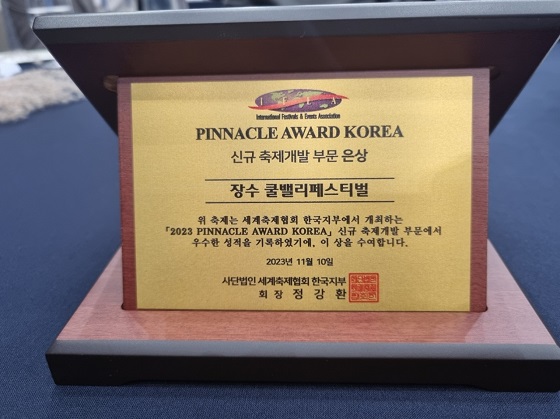 IFEA
International Festivals & Events Association
PINNACLE AWARD KOREA
신규 축제개발 부문 은상
장수 쿨밸리페스티벌
위 축제는 세계축제협회 한국지부에서 개최하는
「2023 PINNACLE AWARD KOREA」 신규 축제개발 부문에서
우수한 성적을 기록하였기에, 이 상을 수여합니다.
2023년 11월 10일
사단법인 세계축제협회 한국지부
회장 정강환